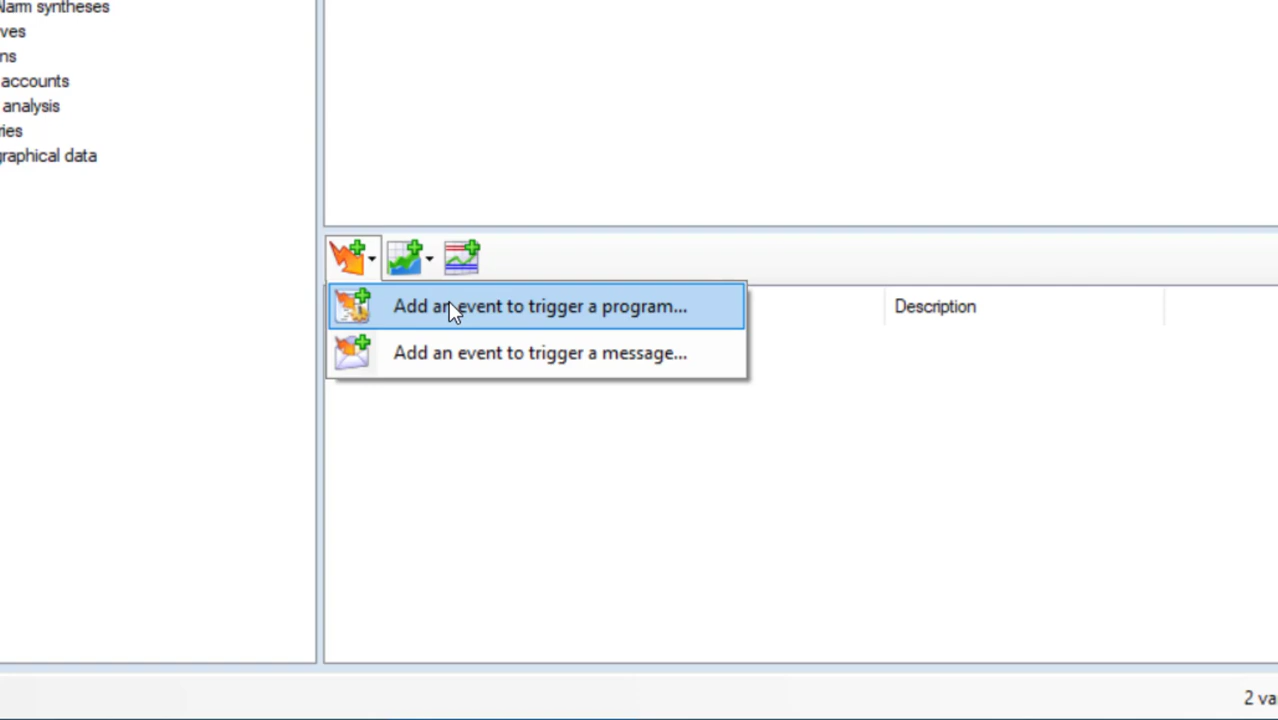 Narm syntheses
ves
ns
accounts
analysis
ries
graphical data
Add an event to trigger a program...
Description
Add an event to trigger a message...
2 va